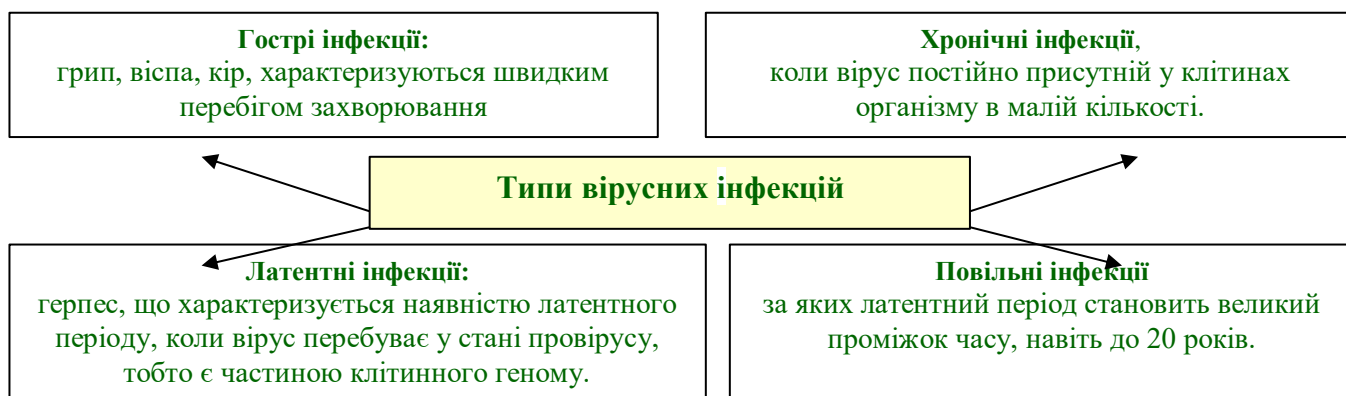 Гострі інфекції:
грип, віспа, кір, характеризуються швидким
перебігом захворювання
Хронічні інфекції,
коли вірус постійно присутній у клітинах
організму в малій кількості.
Типи вірусних інфекцій
Латентні інфекції:
герпес, що характеризується наявністю латентного
періоду, коли вірус перебуває у стані провірусу,
тобто є частиною клітинного геному.
Повільні інфекції
за яких латентний період становить великий
проміжок часу, навіть до 20 років.